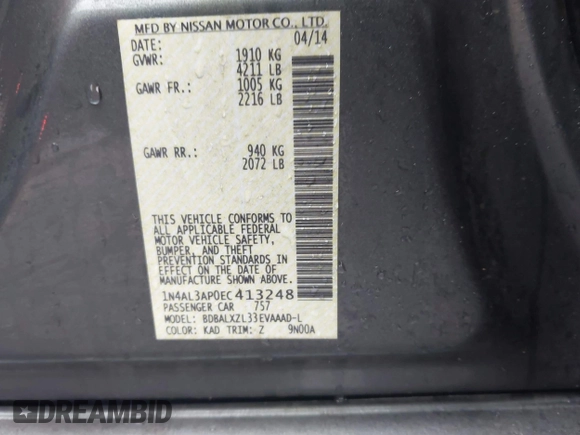 MFD BY NISSAN MOTOR CO., LTD.
DATE: 04/14
GVWR: 1910 KG
4211 LB
GAWR FR.: 1005 KG
2216 LB
GAWR RR.: 940 KG
2072 LB
THIS VEHICLE CONFORMS TO
ALL APPLICABLE FEDERAL
MOTOR VEHICLE SAFETY,
BUMPER, AND THEFT
PREVENTION STANDARDS IN
EFFECT ON THE DATE OF
MANUFACTURE SHOWN ABOVE.
1N4AL3AP0EC413248
PASSENGER CAR 757
MODEL: BDBALXZL33EVAAAD-L
COLOR: KAD TRIM: Z 9N00A
DREAMBID